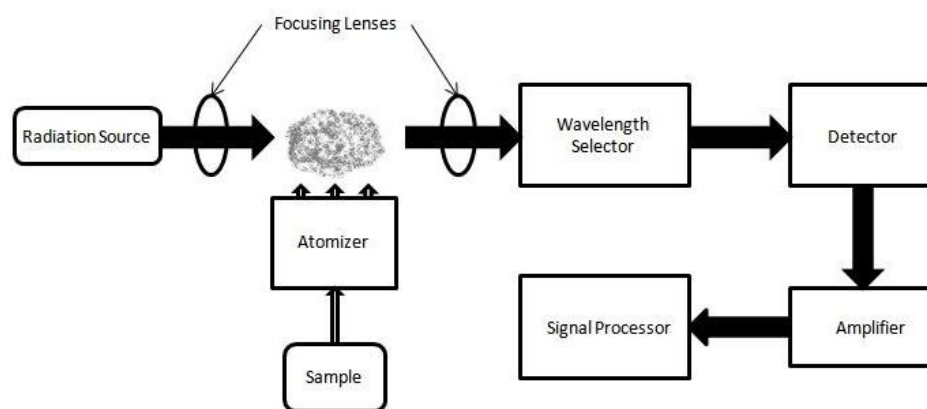 Focusing Lenses
Radiation Source
Wavelength
Selector
Detector
Atomizer
Signal Processor
Amplifier
Sample